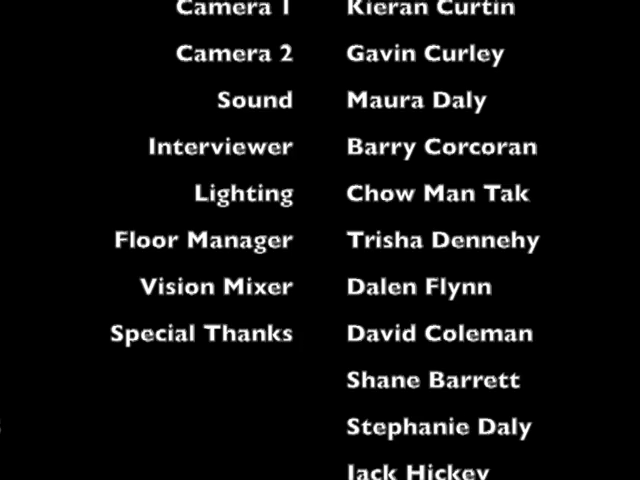 Camera 1 Kieran Curtin
Camera 2 Gavin Curley
Sound Maura Daly
Interviewer Barry Corcoran
Lighting Chow Man Tak
Floor Manager Trisha Dennehy
Vision Mixer Dalen Flynn
Special Thanks David Coleman
Shane Barrett
Stephanie Daly
Jack Hickey